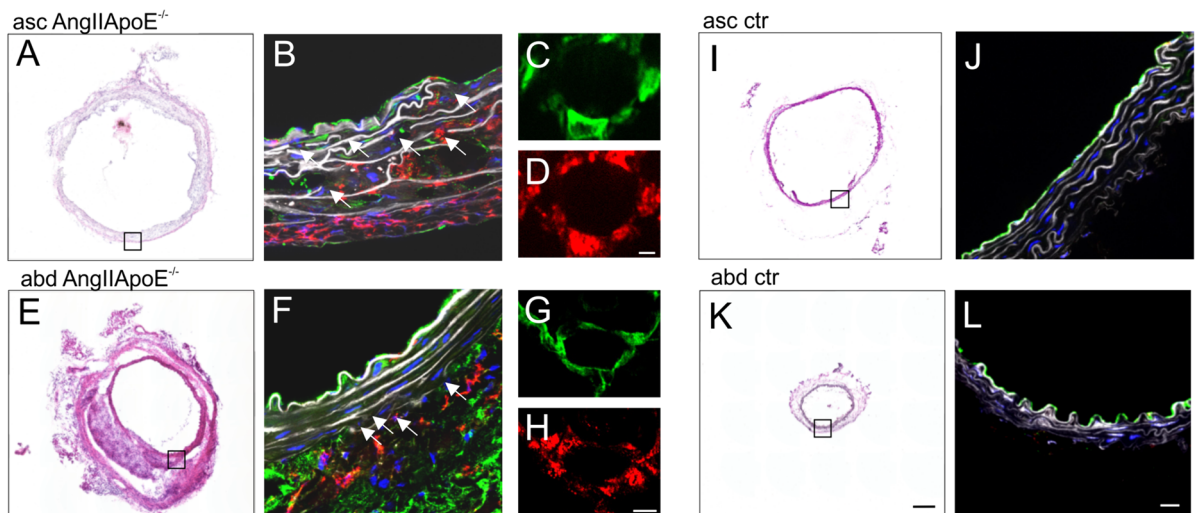 asc AngIIApoE-/-
asc ctr
A
B
C
D
I
J
abd AngIIApoE-/-
abd ctr
E
F
G
H
K
L